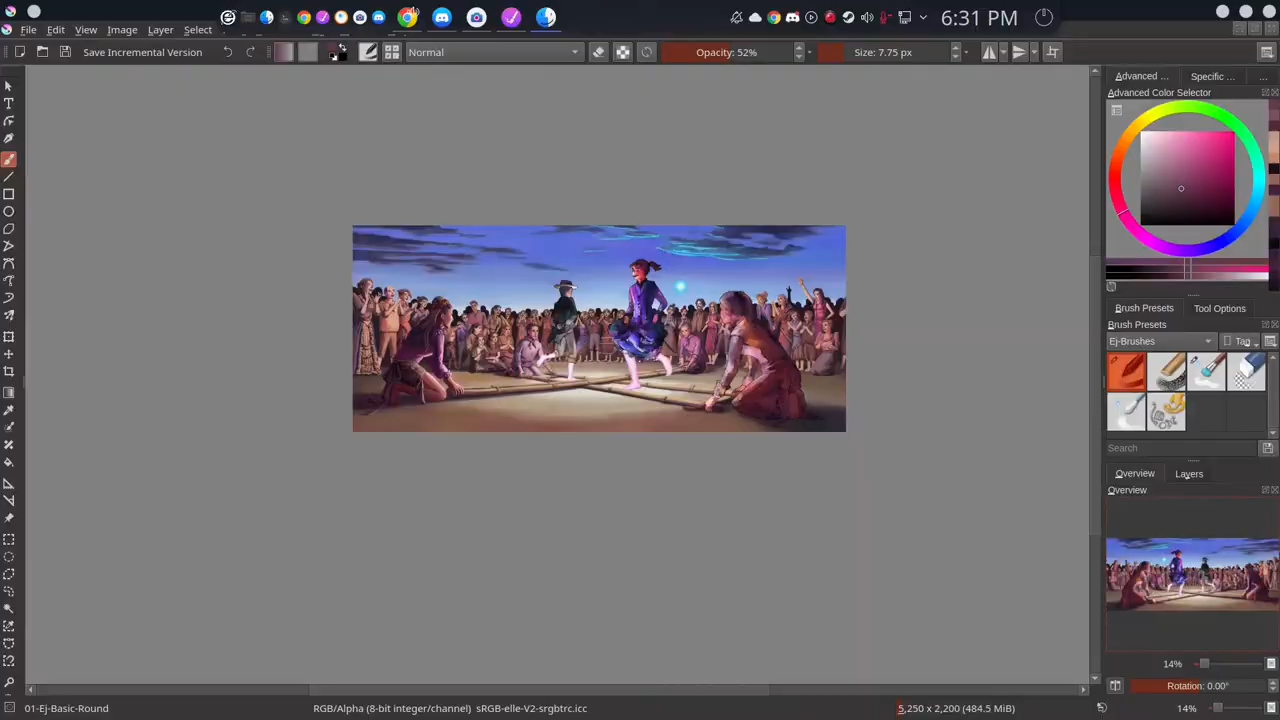 6:31 PM
File Edit View Image Layer Select
Save Incremental Version Normal Opacity: 52% Size: 7.75 px
Advanced ... Specific ... ...
Advanced Color Selector
Brush Presets Tool Options
Brush Presets
Ej-Brushes Tag
Search
Overview Layers
Overview
14%
Rotation: 0.00°
01-Ej-Basic-Round RGB/Alpha (8-bit integer/channel) sRGB-elle-V2-srgbtrc.icc 5,250 x 2,200 (484.5 MiB) 14%